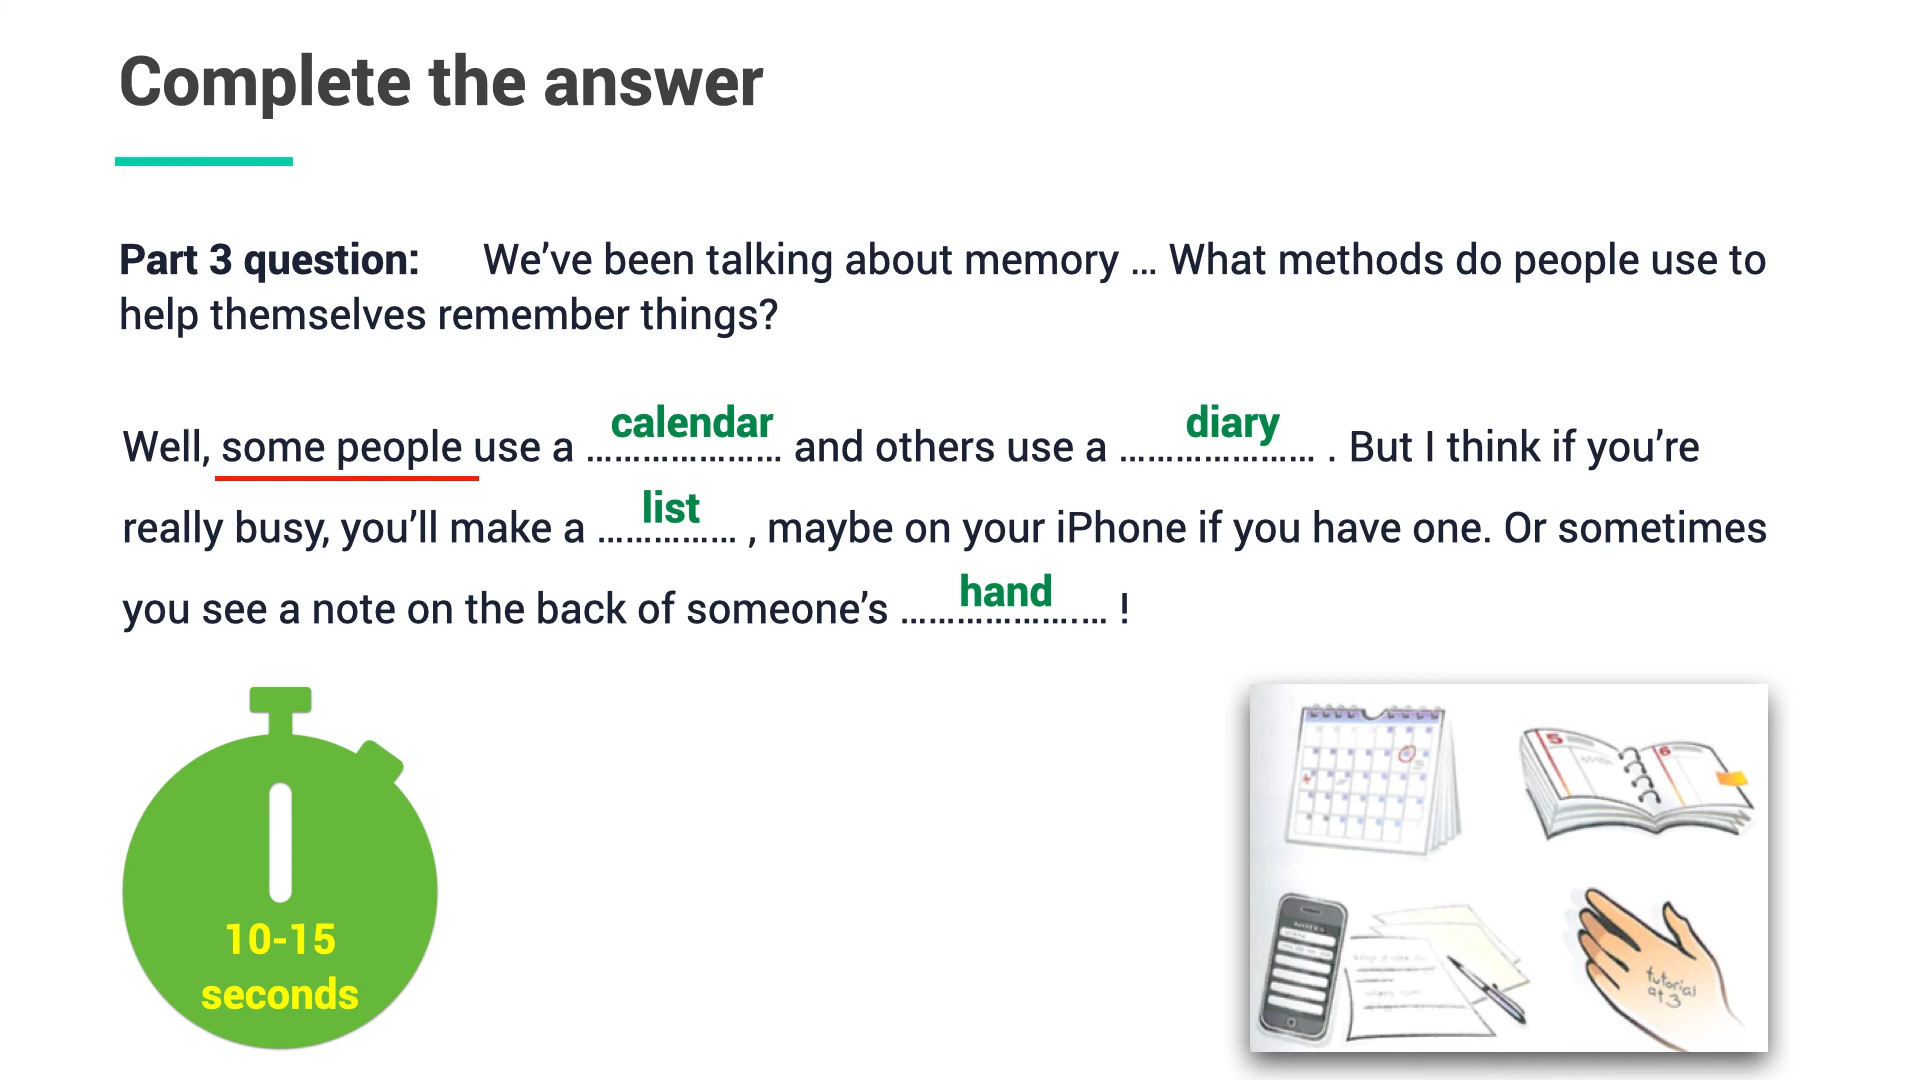 Complete the answer
Part 3 question: We’ve been talking about memory ... What methods do people use to
help themselves remember things?
Well, some people use a calendar ………………… and others use a diary ………………… . But I think if you’re
really busy, you’ll make a list …………… , maybe on your iPhone if you have one. Or sometimes
you see a note on the back of someone’s hand ……………….… !
10-15
seconds
5
6
tutorial
at 3